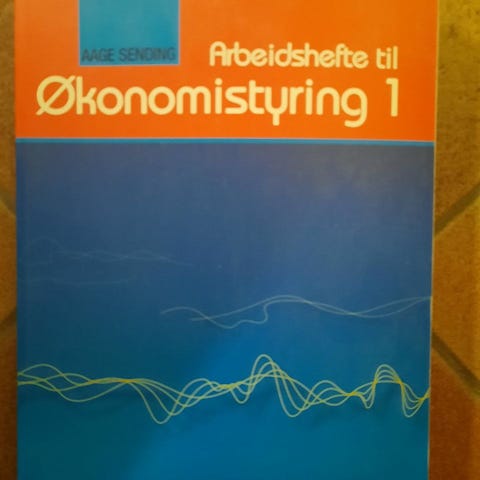 AAGE SENDING
Arbeidshefte til
Økonomistyring 1